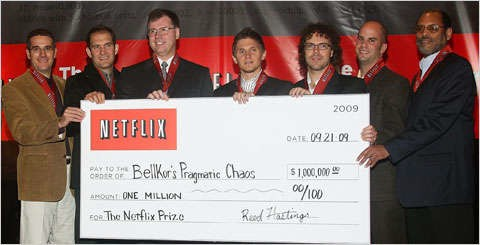 The
2009
NETFLIX
DATE. 09·21·09
PAY TO THE
ORDER OF. BellKor's Pragmatic Chaos $ 1,000,000 00
AMOUNT. ONE MILLION 00/100
FOR. The Netflix Prize Reed Hastings